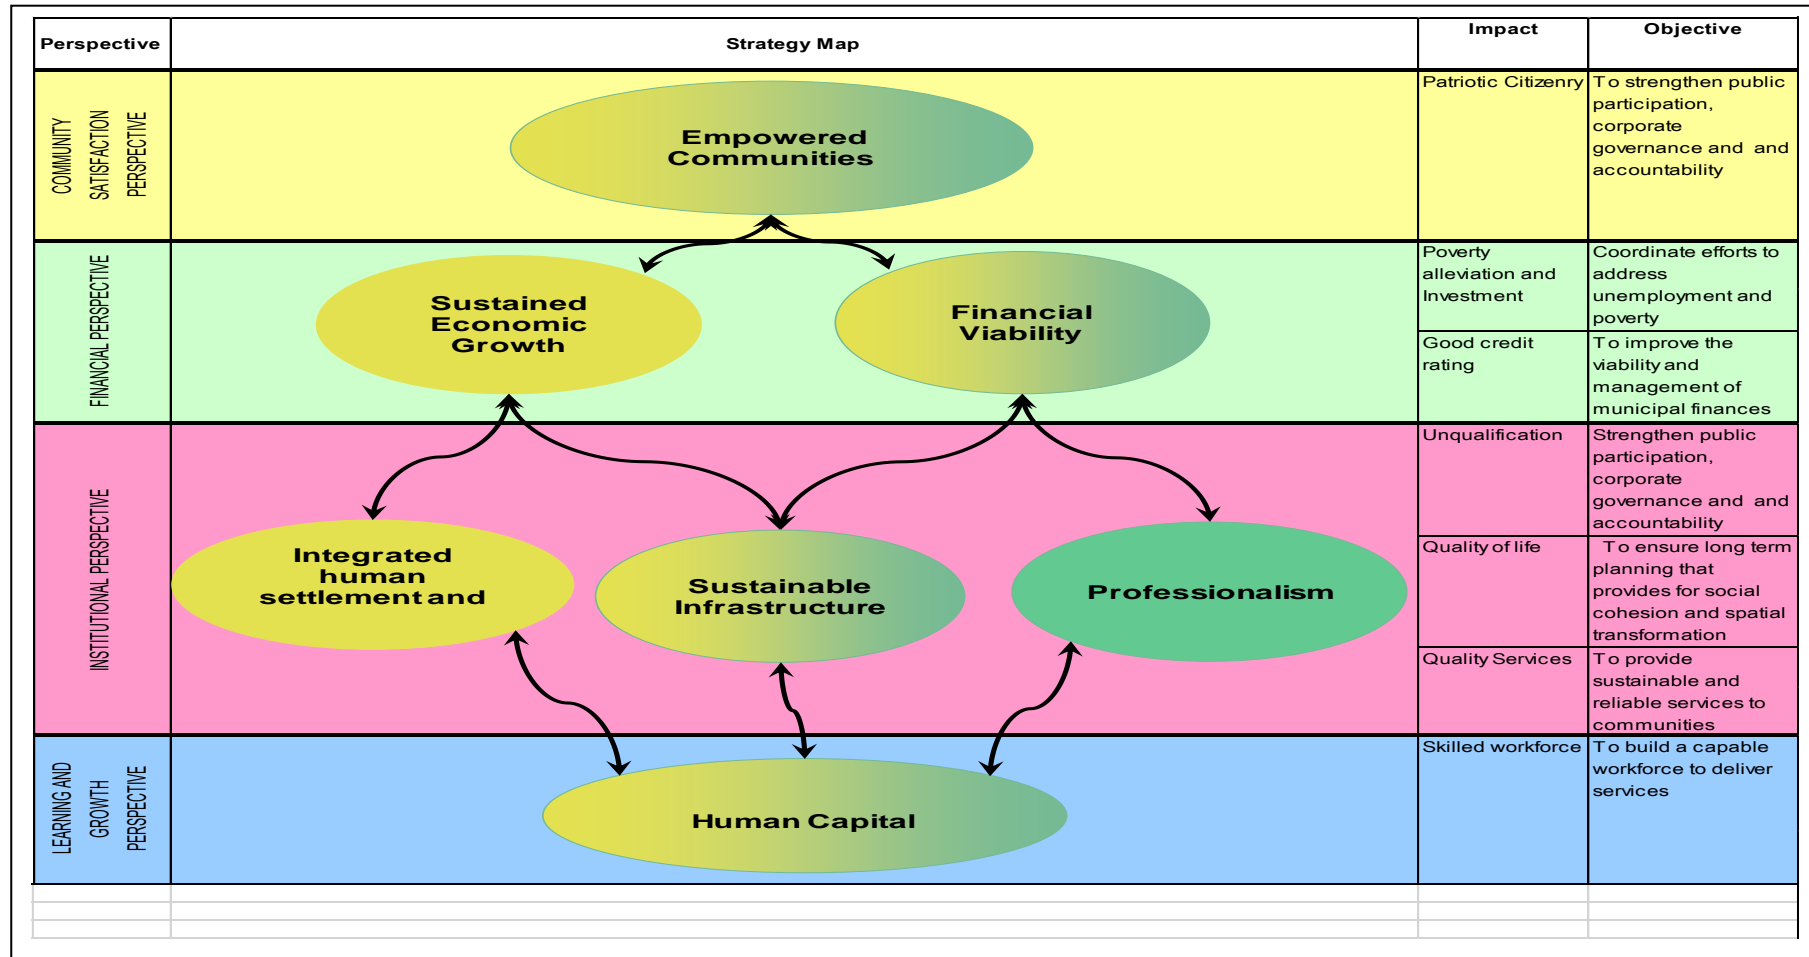 Perspective
Strategy Map
Impact
Objective
COMMUNITY
SATISFACTION
PERSPECTIVE
Empowered
Communities
Patriotic Citizenry
To strengthen public
participation,
corporate
governance and and
accountability
FINANCIAL PERSPECTIVE
Sustained
Economic
Growth
Financial
Viability
Poverty
alleviation and
Investment
Coordinate efforts to
address
unemployment and
poverty
Good credit
rating
To improve the
viability and
management of
municipal finances
INSTITUTIONAL PERSPECTIVE
Integrated
human
settlement and
Sustainable
Infrastructure
Professionalism
Unqualification
Strengthen public
participation,
corporate
governance and and
accountability
Quality of life
To ensure long term
planning that
provides for social
cohesion and spatial
transformation
Quality Services
To provide
sustainable and
reliable services to
communities
LEARNING AND
GROWTH
PERSPECTIVE
Human Capital
Skilled workforce
To build a capable
workforce to deliver
services